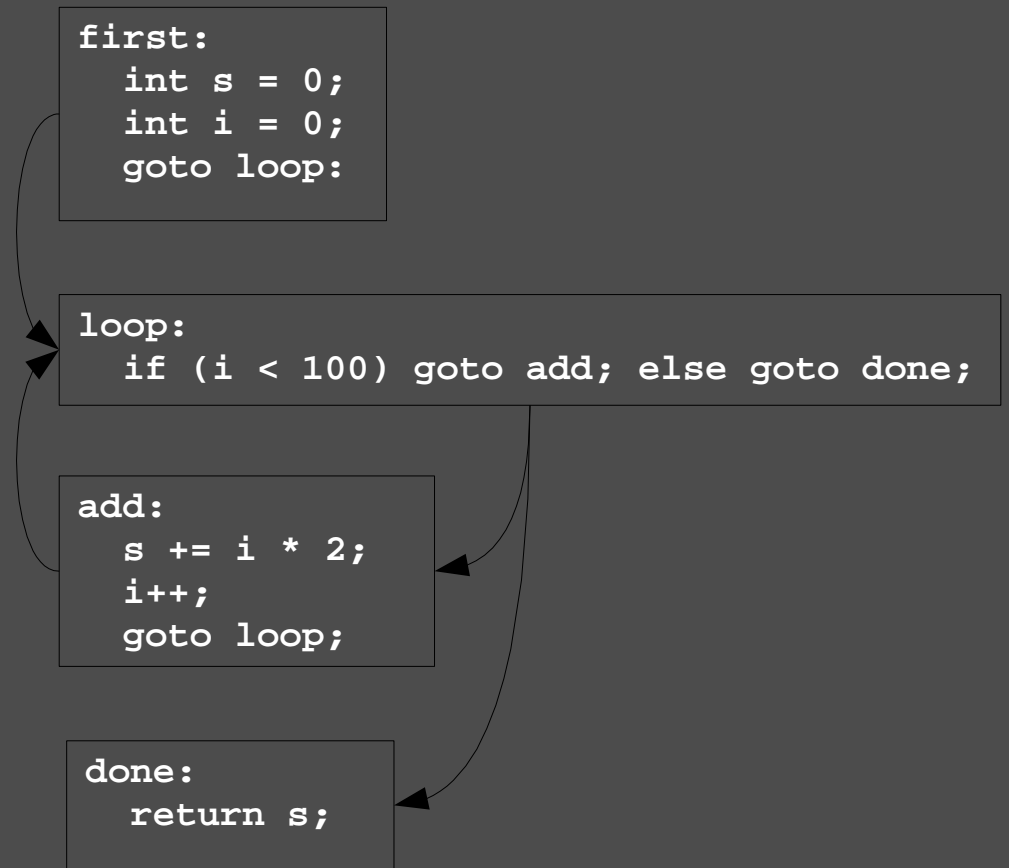 first:
int s = 0;
int i = 0;
goto loop:
loop:
if (i < 100) goto add; else goto done;
add:
s += i * 2;
i++;
goto loop;
done:
return s;